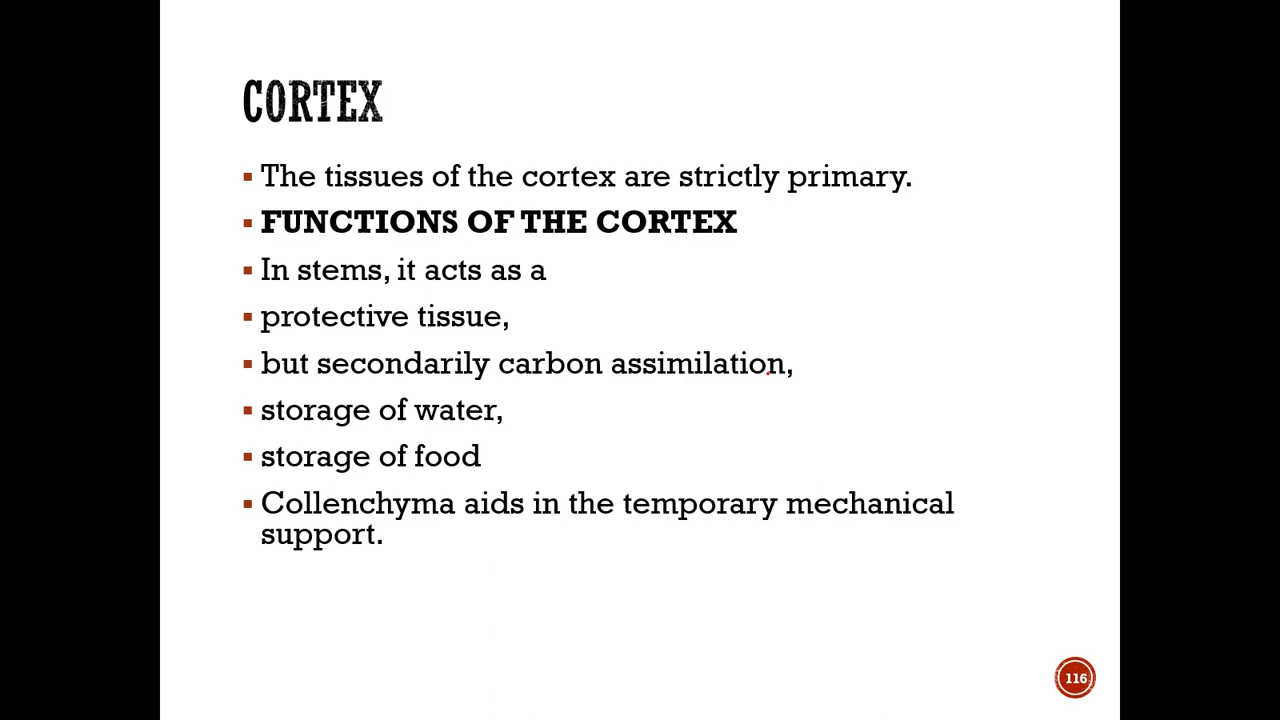 CORTEX
The tissues of the cortex are strictly primary.
FUNCTIONS OF THE CORTEX
In stems, it acts as a
protective tissue,
but secondarily carbon assimilation,
storage of water,
storage of food
Collenchyma aids in the temporary mechanical
support.
116